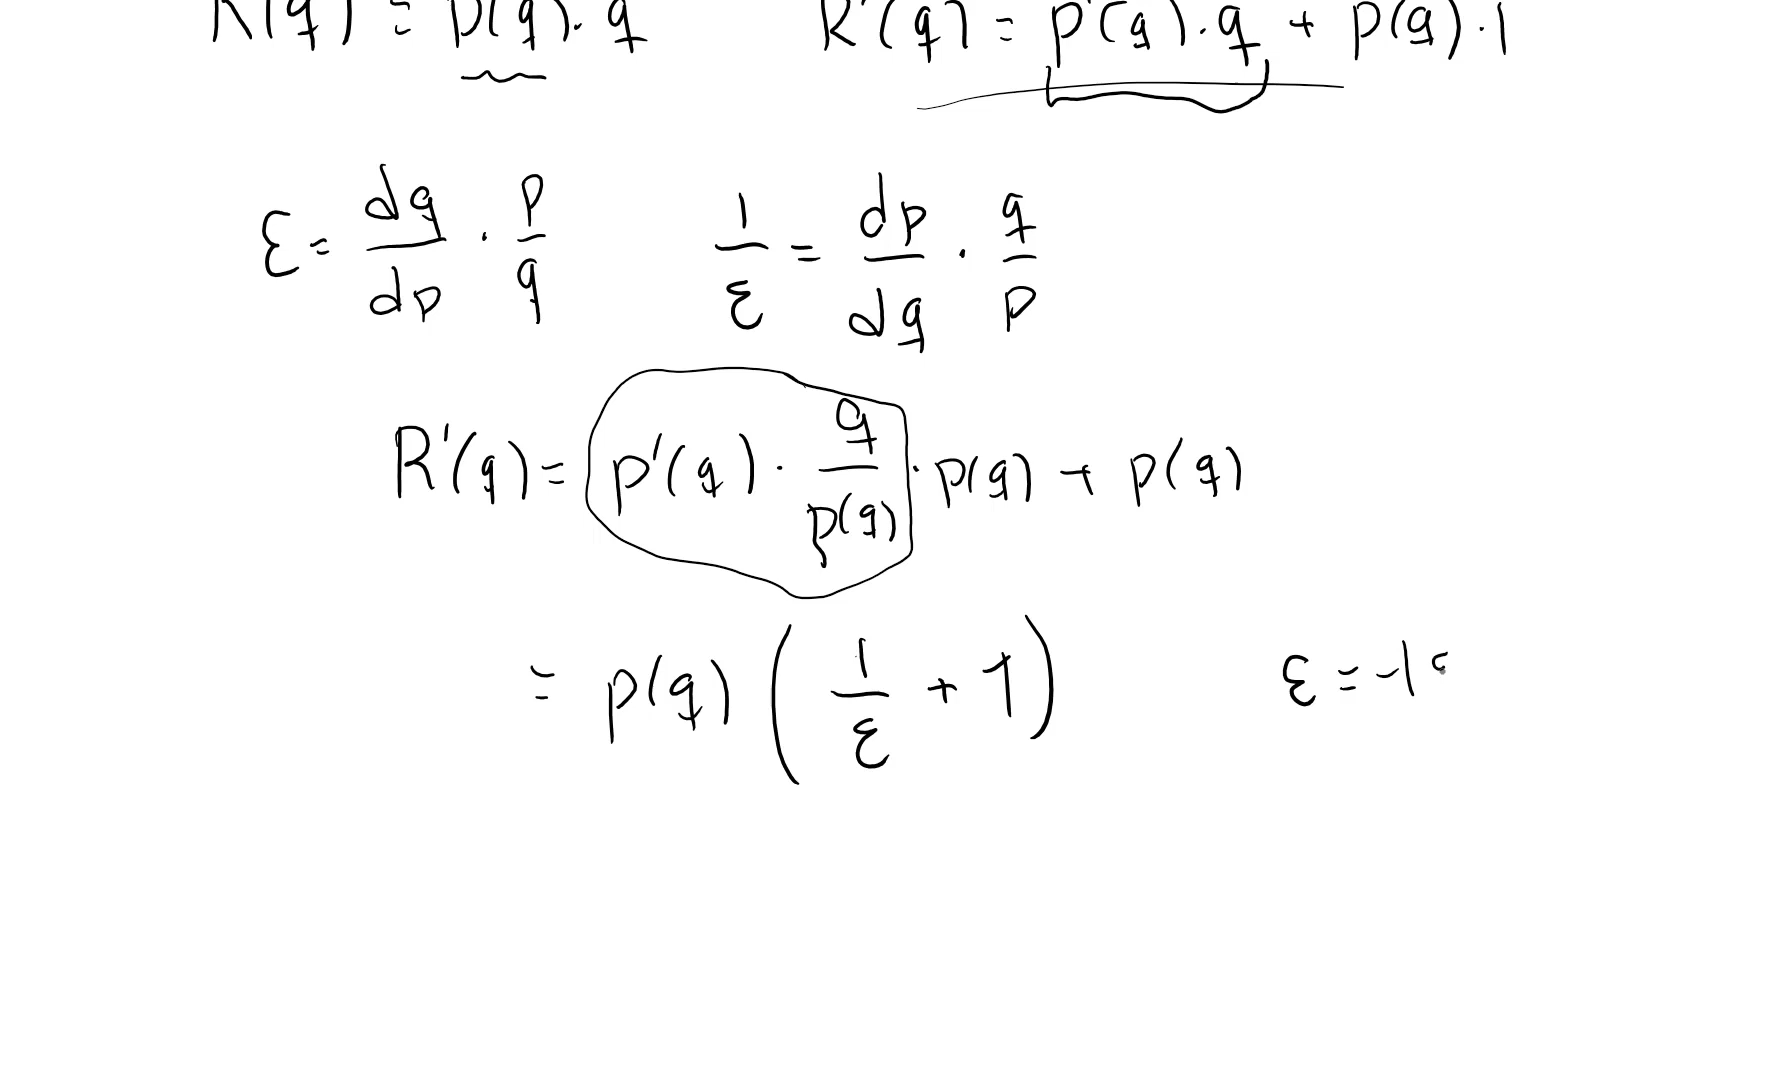 R(q) = p(q) · q    R'(q) = p'(q) · q + p(q) · 1
ε = dq/dp · p/q    1/ε = dp/dq · q/p
R'(q) = p'(q) · q/p(q) · p(q) + p(q)
= p(q) (1/ε + 1)    ε = -1